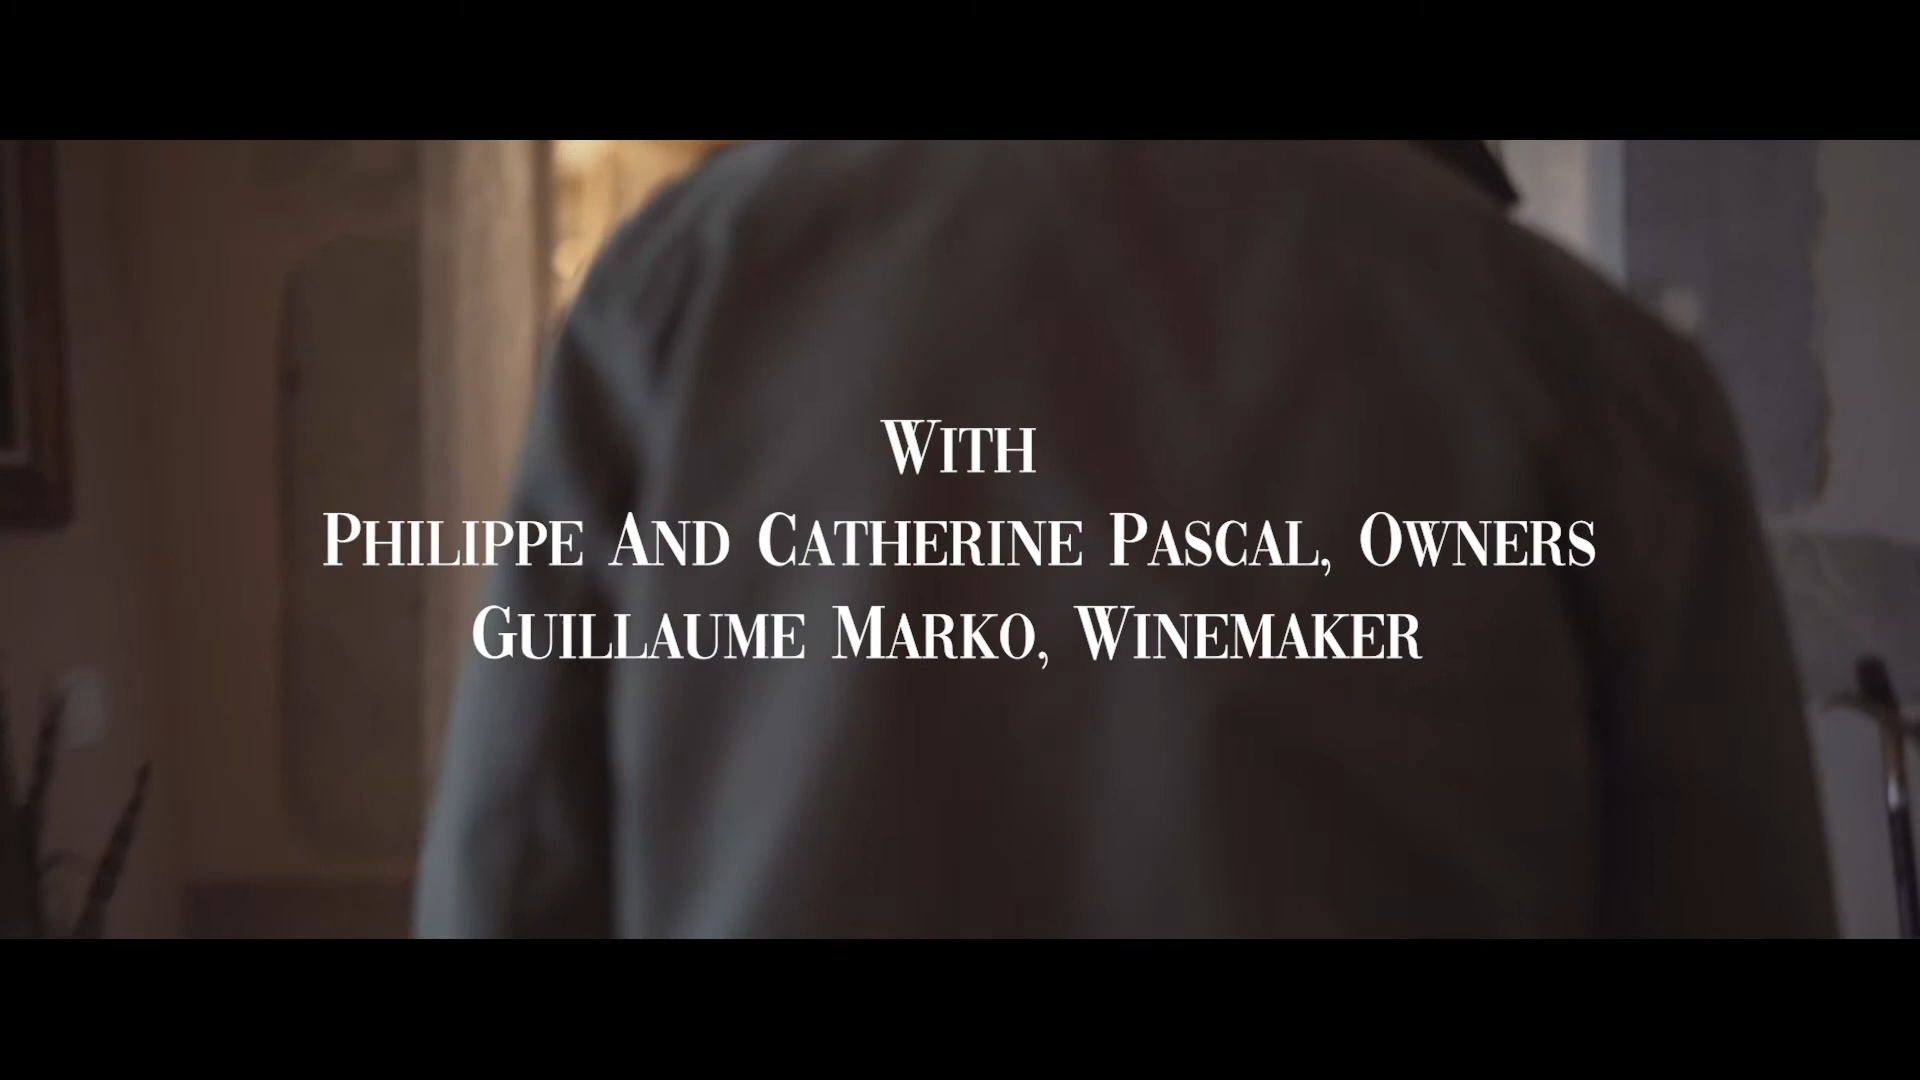 With
Philippe And Catherine Pascal, Owners
Guillaume Marko, Winemaker